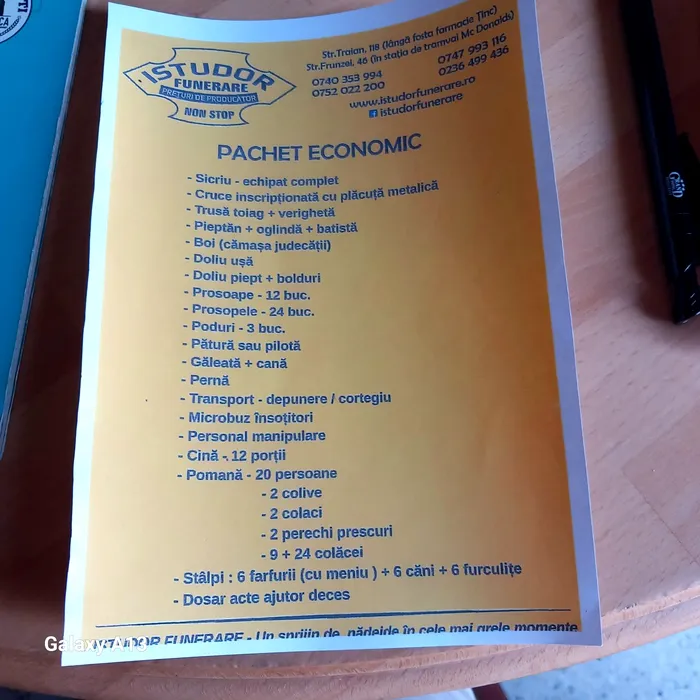 ISTUDOR
FUNERARE
PREȚURI DE PRODUCATOR
NON STOP
Str.Traian, 118 (lângă fosta farmacie Tinc)
Str.Frunzei, 46 (în stația de tramvai Mc Donalds)
0740 353 994 0747 993 116
0752 022 200 0236 499 436
www.istudorfunerare.ro
istudorfunerare
PACHET ECONOMIC
- Sicriu - echipat complet
- Cruce inscripționată cu plăcuță metalică
- Trusă toiag + verighetă
- Pieptăn + oglindă + batistă
- Boi (cămașa judecății)
- Doliu ușă
- Doliu piept + bolduri
- Prosoape - 12 buc.
- Prosopele - 24 buc.
- Poduri - 3 buc.
- Pătură sau pilotă
- Găleată + cană
- Pernă
- Transport - depunere / cortegiu
- Microbuz însoțitori
- Personal manipulare
- Cină - 12 porții
- Pomană - 20 persoane
- 2 colive
- 2 colaci
- 2 perechi prescuri
- 9 + 24 colăcei
- Stâlpi : 6 farfurii (cu meniu ) + 6 căni + 6 furculițe
- Dosar acte ajutor deces
ISTUDOR FUNERARE - Un sprijin de nădejde în cele mai grele momente
Galaxy A13